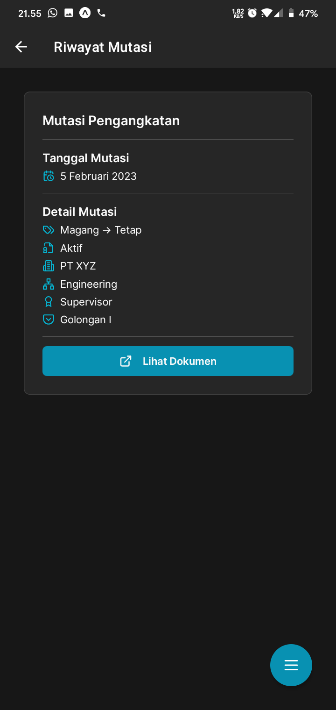 21.55
1,82 KB/S
47%
Riwayat Mutasi
Mutasi Pengangkatan
Tanggal Mutasi
5 Februari 2023
Detail Mutasi
Magang → Tetap
Aktif
PT XYZ
Engineering
Supervisor
Golongan I
Lihat Dokumen